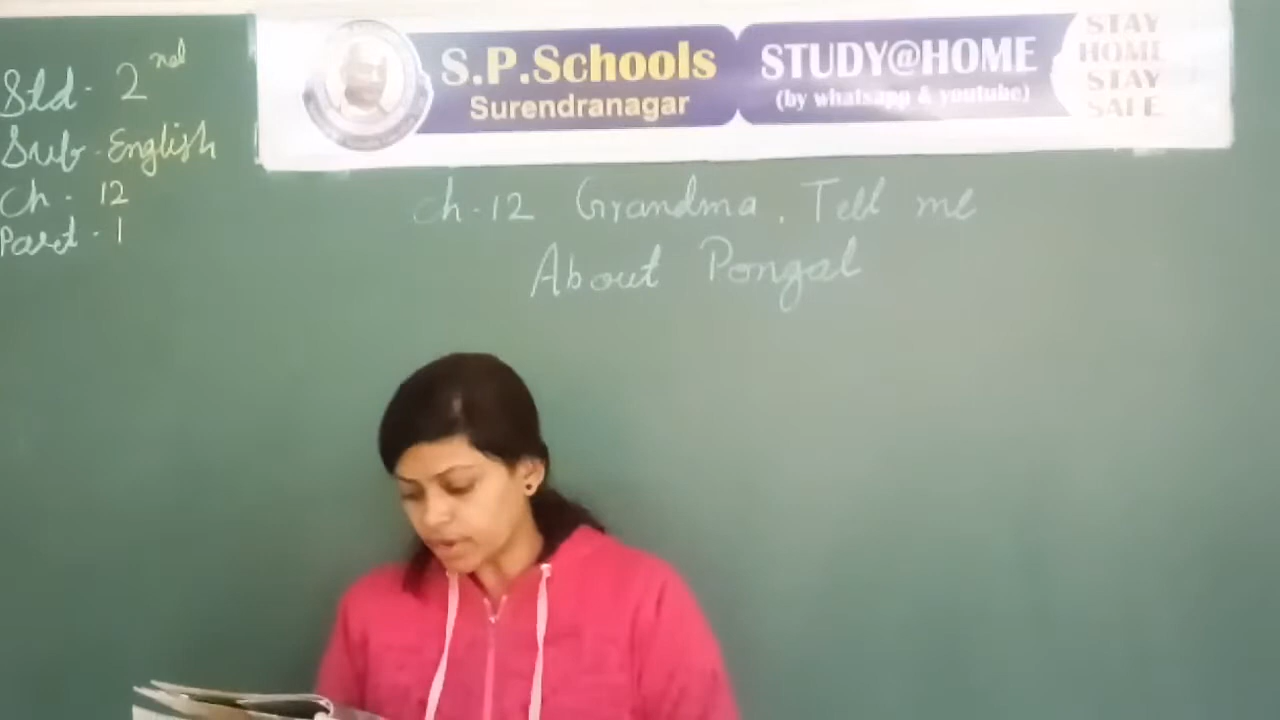 Std - 2nd
Sub - English
Ch - 12
Part - 1
S.P.Schools
Surendranagar
STUDY@HOME
(by whatsapp & youtube)
STAY
HOME
STAY
SAFE
Ch-12 Grandma, Tell me
About Pongal